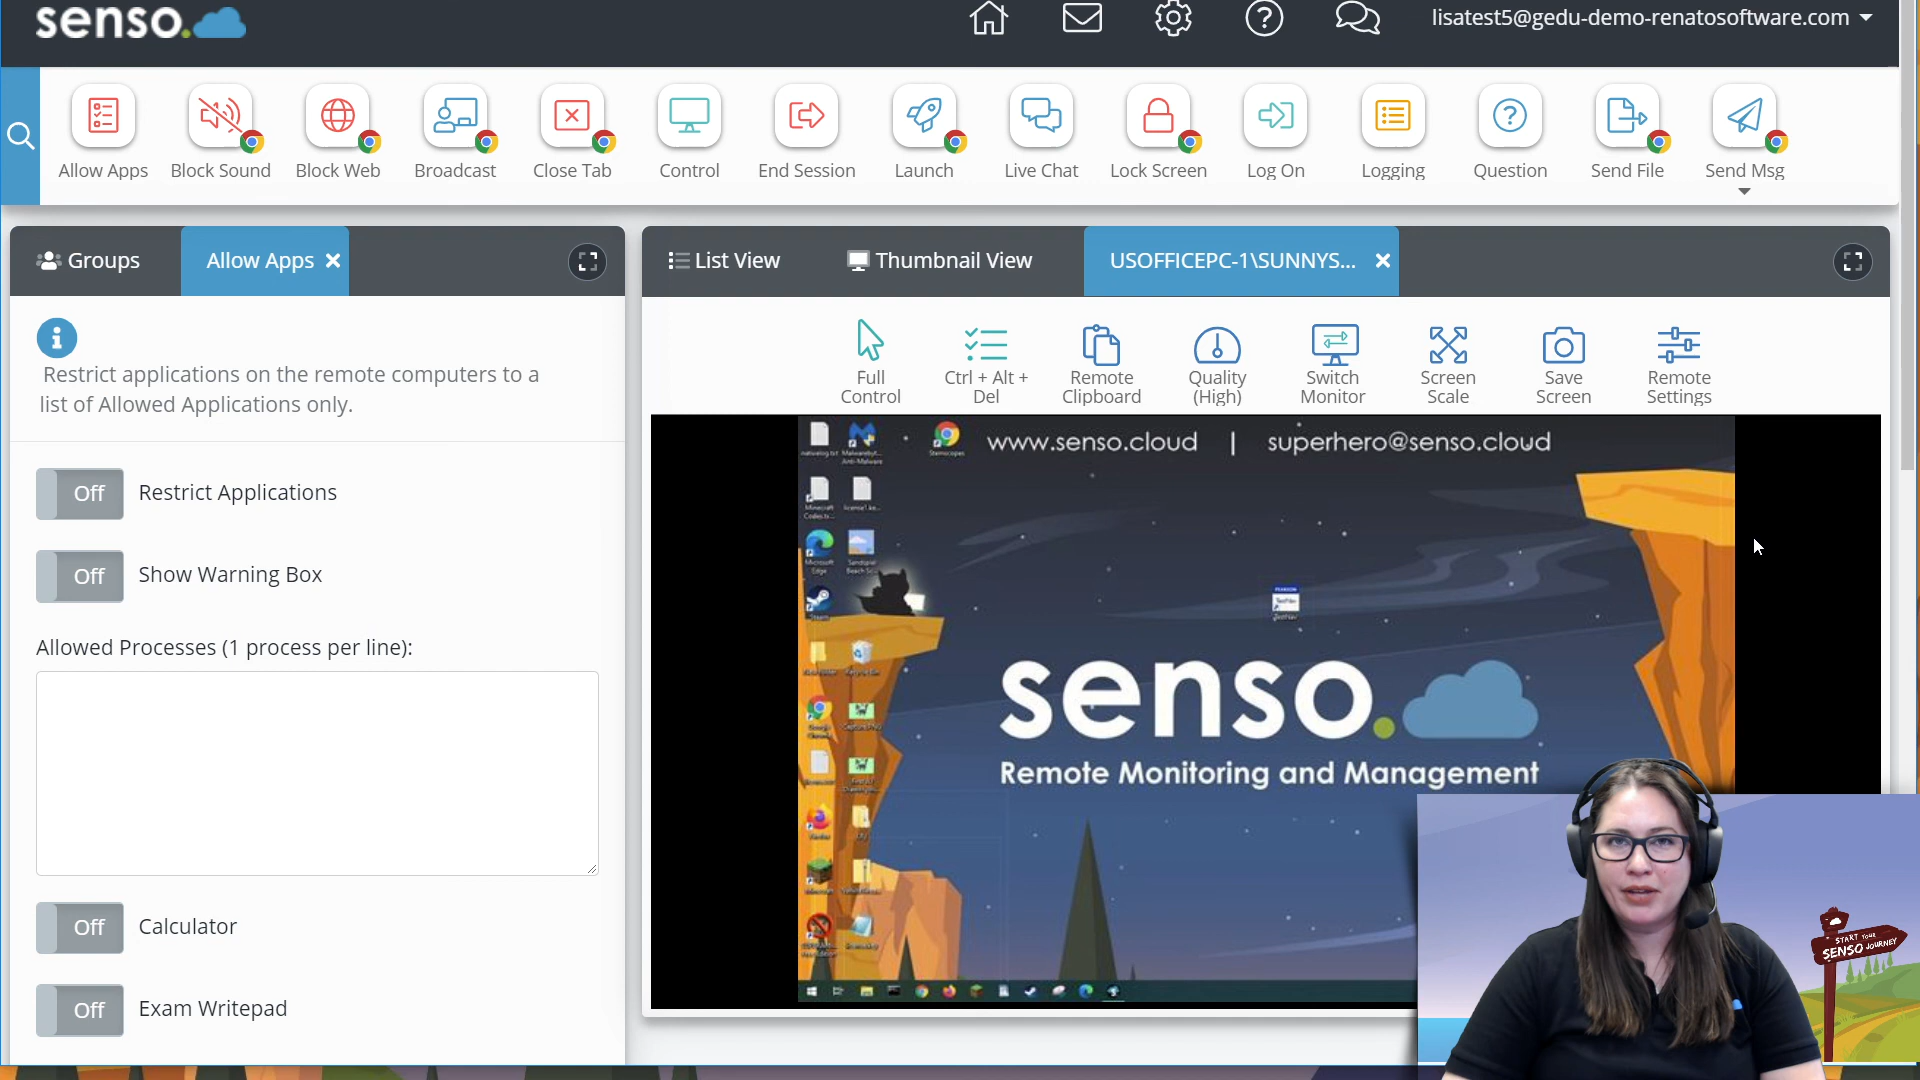 senso.
lisatest5@gedu-demo-renatosoftware.com
Allow Apps
Block Sound
Block Web
Broadcast
Close Tab
Control
End Session
Launch
Live Chat
Lock Screen
Log On
Logging
Question
Send File
Send Msg
Groups
Allow Apps
List View
Thumbnail View
USOFFICEPC-1\SUNNYS...
Restrict applications on the remote computers to a
list of Allowed Applications only.
Off
Restrict Applications
Off
Show Warning Box
Allowed Processes (1 process per line):
Off
Calculator
Off
Exam Writepad
Full
Control
Ctrl + Alt +
Del
Remote
Clipboard
Quality
(High)
Switch
Monitor
Screen
Scale
Save
Screen
Remote
Settings
www.senso.cloud | superhero@senso.cloud
Microsoft
Edge
Steam
senso.
Remote Monitoring and Management
START YOUR
SENSO JOURNEY